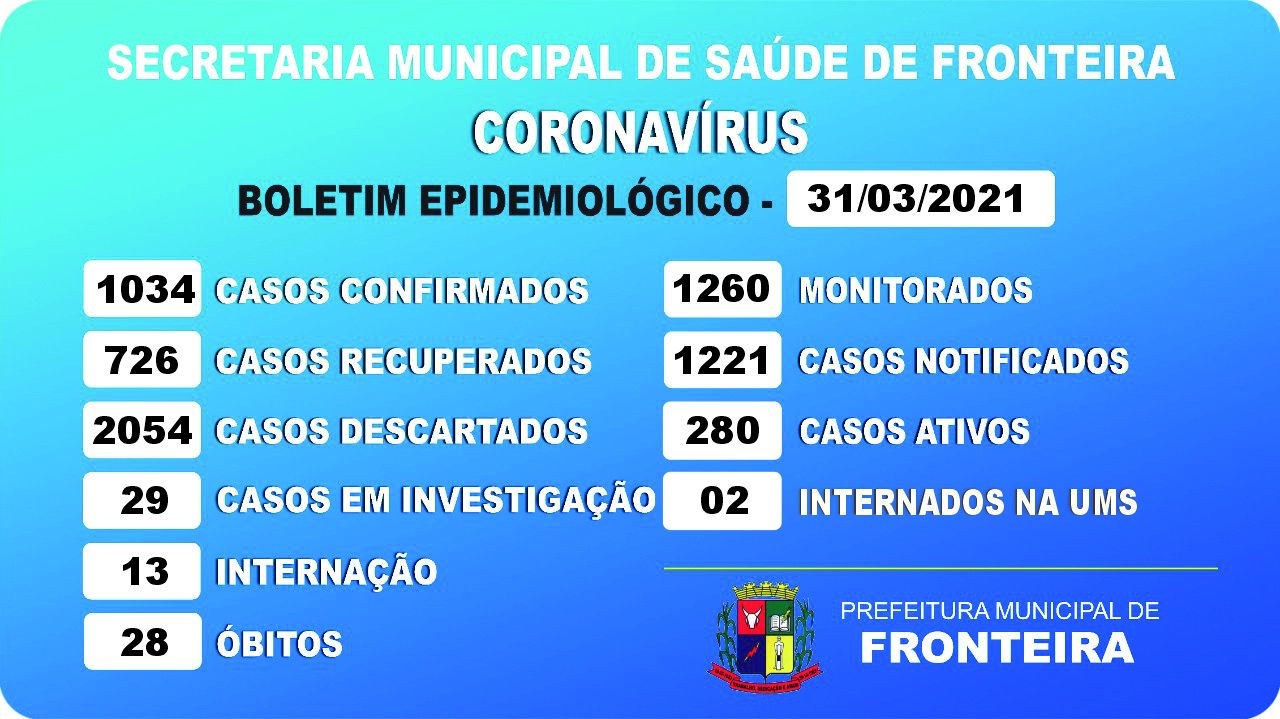 SECRETARIA MUNICIPAL DE SAÚDE DE FRONTEIRA
CORONAVÍRUS
BOLETIM EPIDEMIOLÓGICO - 31/03/2021
1034 CASOS CONFIRMADOS
726 CASOS RECUPERADOS
2054 CASOS DESCARTADOS
29 CASOS EM INVESTIGAÇÃO
13 INTERNAÇÃO
28 ÓBITOS
1260 MONITORADOS
1221 CASOS NOTIFICADOS
280 CASOS ATIVOS
02 INTERNADOS NA UMS
PREFEITURA MUNICIPAL DE
FRONTEIRA